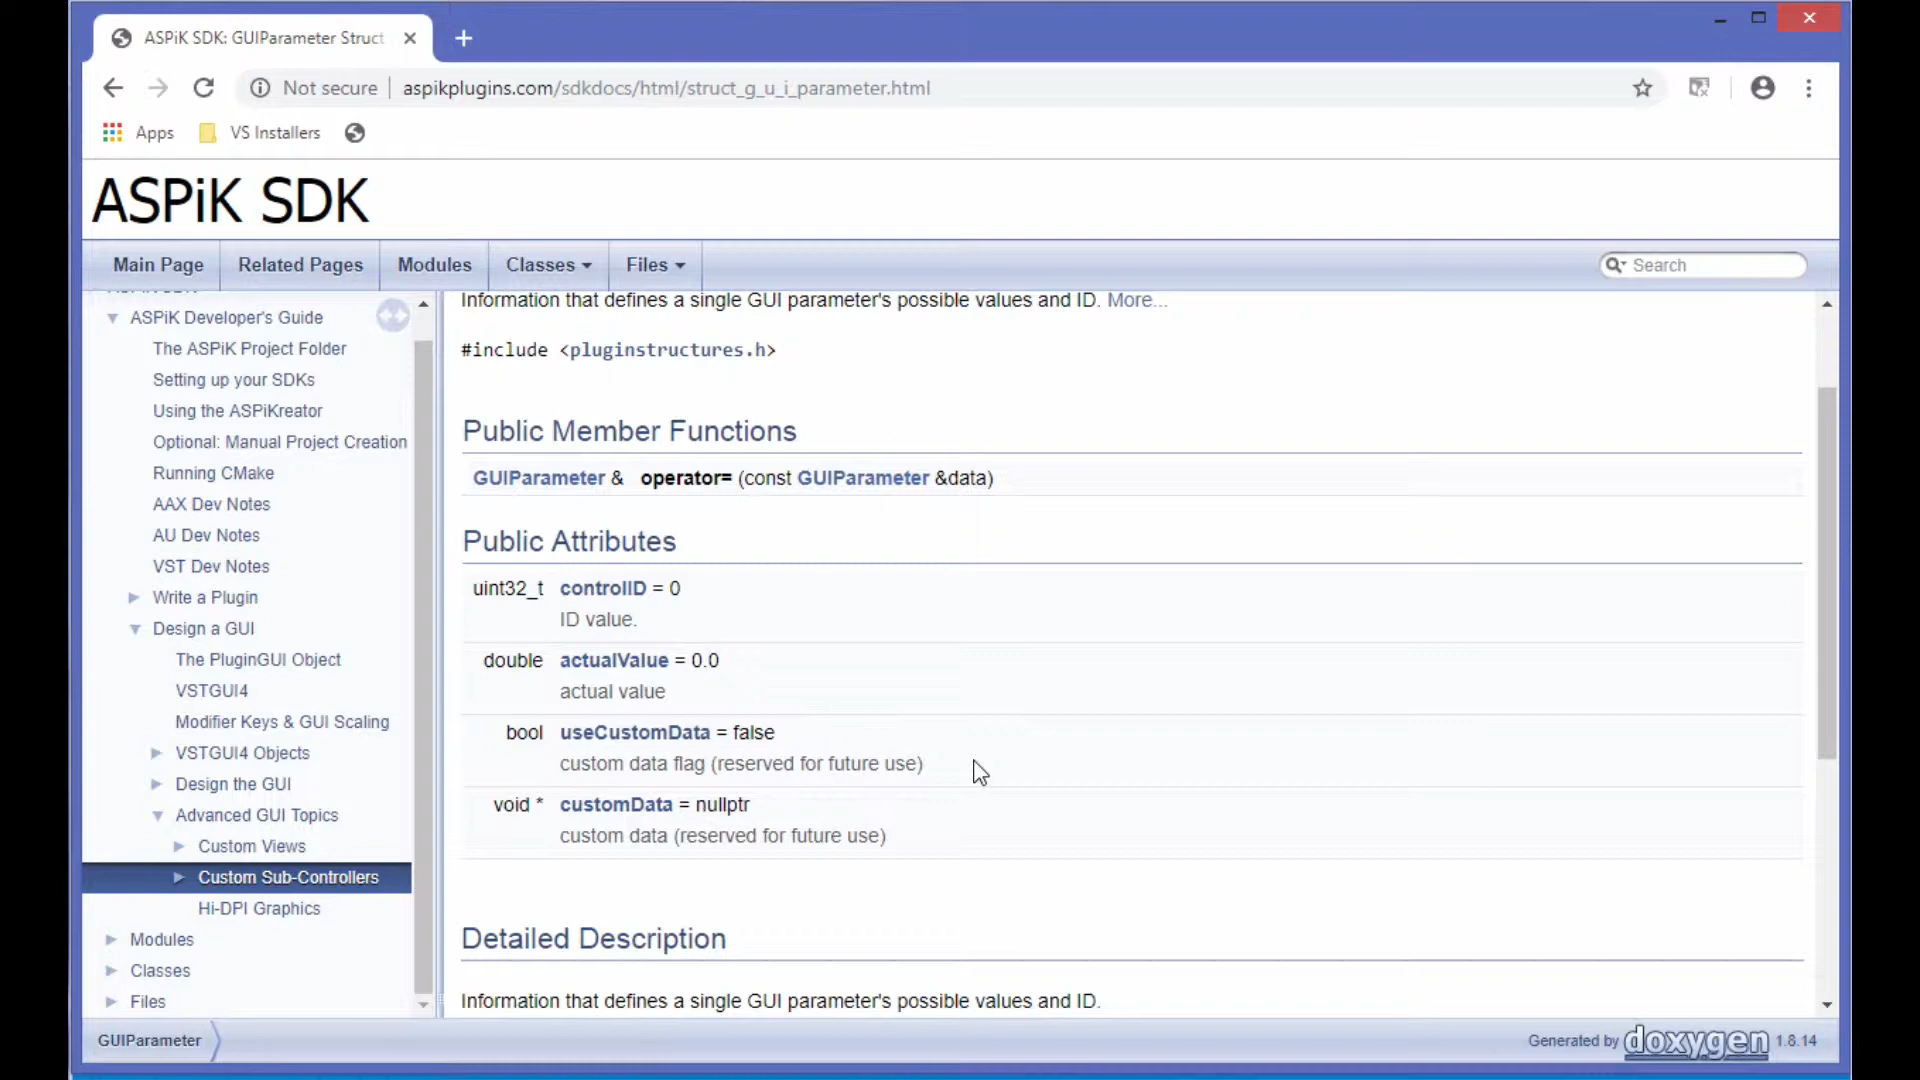 ASPiK SDK: GUIParameter Struct
Not secure | aspikplugins.com/sdkdocs/html/struct_g_u_i_parameter.html
Apps VS Installers
ASPiK SDK
Main Page Related Pages Modules Classes Files Search
ASPiK Developer's Guide
The ASPiK Project Folder
Setting up your SDKs
Using the ASPiKreator
Optional: Manual Project Creation
Running CMake
AAX Dev Notes
AU Dev Notes
VST Dev Notes
Write a Plugin
Design a GUI
The PluginGUI Object
VSTGUI4
Modifier Keys & GUI Scaling
VSTGUI4 Objects
Design the GUI
Advanced GUI Topics
Custom Views
Custom Sub-Controllers
Hi-DPI Graphics
Modules
Classes
Files
Information that defines a single GUI parameter's possible values and ID. More...
#include <pluginstructures.h>
Public Member Functions
GUIParameter & operator= (const GUIParameter &data)
Public Attributes
uint32_t controlID = 0
ID value.
double actualValue = 0.0
actual value
bool useCustomData = false
custom data flag (reserved for future use)
void * customData = nullptr
custom data (reserved for future use)
Detailed Description
Information that defines a single GUI parameter's possible values and ID.
GUIParameter Generated by doxygen 1.8.14